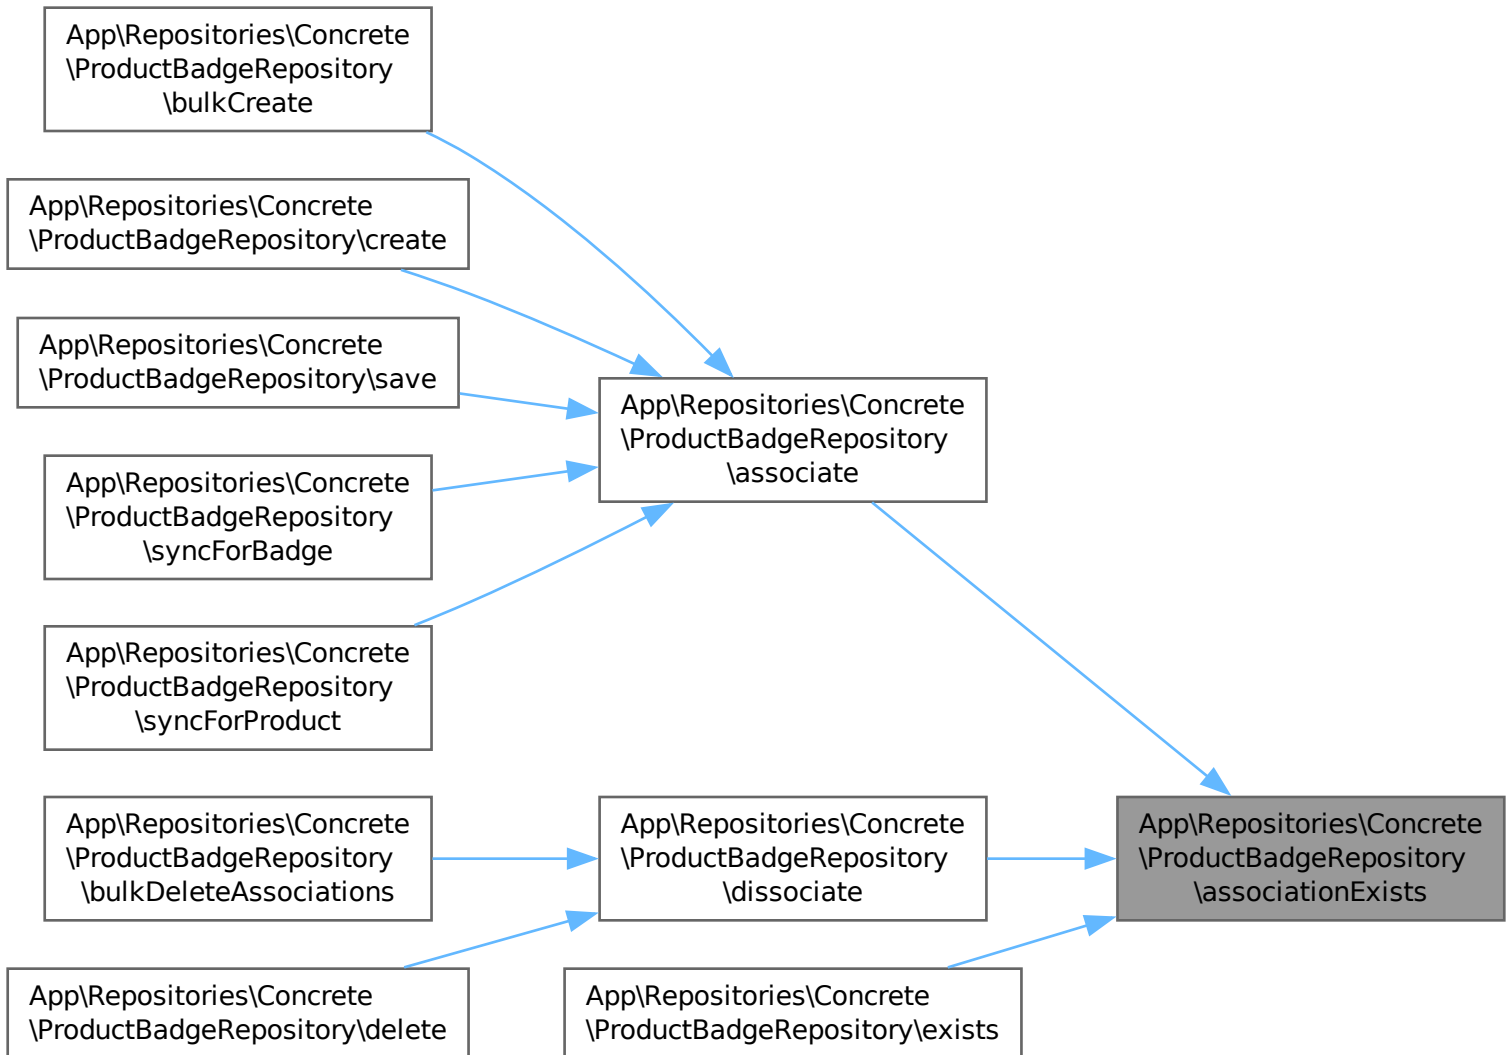 App\Repositories\Concrete
\ProductBadgeRepository
\bulkCreate
App\Repositories\Concrete
\ProductBadgeRepository\create
App\Repositories\Concrete
\ProductBadgeRepository\save
App\Repositories\Concrete
\ProductBadgeRepository
\associate
App\Repositories\Concrete
\ProductBadgeRepository
\syncForBadge
App\Repositories\Concrete
\ProductBadgeRepository
\syncForProduct
App\Repositories\Concrete
\ProductBadgeRepository
\bulkDeleteAssociations
App\Repositories\Concrete
\ProductBadgeRepository
\dissociate
App\Repositories\Concrete
\ProductBadgeRepository
\associationExists
App\Repositories\Concrete
\ProductBadgeRepository\delete
App\Repositories\Concrete
\ProductBadgeRepository\exists